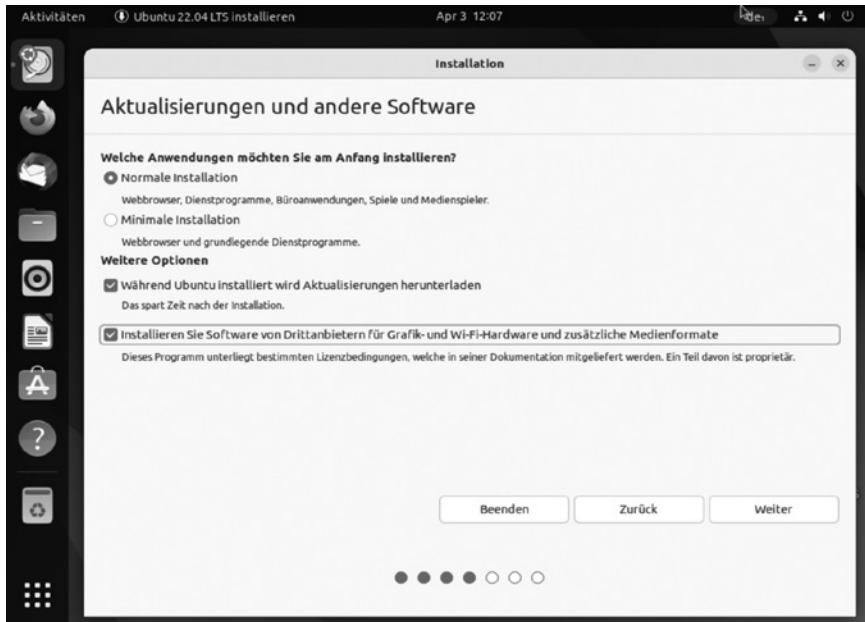 Aktivitäten Ubuntu 22.04 LTS installieren Apr 3 12:07
Installation
Aktualisierungen und andere Software
Welche Anwendungen möchten Sie am Anfang installieren?
Normale Installation
Webbrowser, Dienstprogramme, Büroanwendungen, Spiele und Medienspieler.
Minimale Installation
Webbrowser und grundlegende Dienstprogramme.
Weitere Optionen
Während Ubuntu installiert wird Aktualisierungen herunterladen
Das spart Zeit nach der Installation.
Installieren Sie Software von Drittanbietern für Grafik- und Wi-Fi-Hardware und zusätzliche Medienformate
Dieses Programm unterliegt bestimmten Lizenzbedingungen, welche in seiner Dokumentation mitgeliefert werden. Ein Teil davon ist proprietär.
Beenden Zurück Weiter